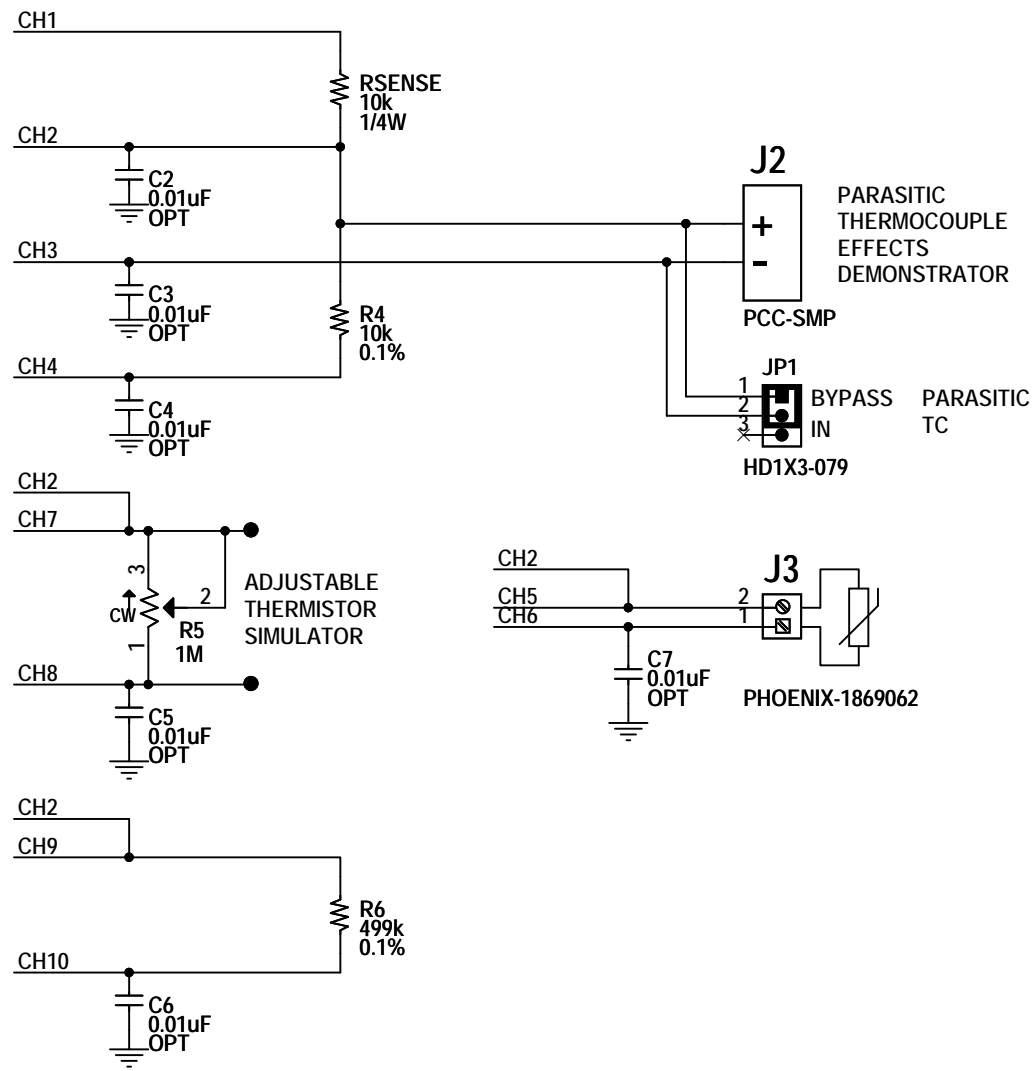 CH1
RSENSE
10k
1/4W
CH2
C2
0.01uF
OPT
J2
+
-
PCC-SMP
PARASITIC
THERMOCOUPLE
EFFECTS
DEMONSTRATOR
CH3
C3
0.01uF
OPT
R4
10k
0.1%
CH4
C4
0.01uF
OPT
JP1
1
2
3
BYPASS PARASITIC
IN TC
HD1X3-079
CH2
CH7
3
CW
2
1
R5
1M
ADJUSTABLE
THERMISTOR
SIMULATOR
CH8
C5
0.01uF
OPT
CH2
CH5
CH6
J3
2
1
C7
0.01uF
OPT
PHOENIX-1869062
CH2
CH9
R6
499k
0.1%
CH10
C6
0.01uF
OPT